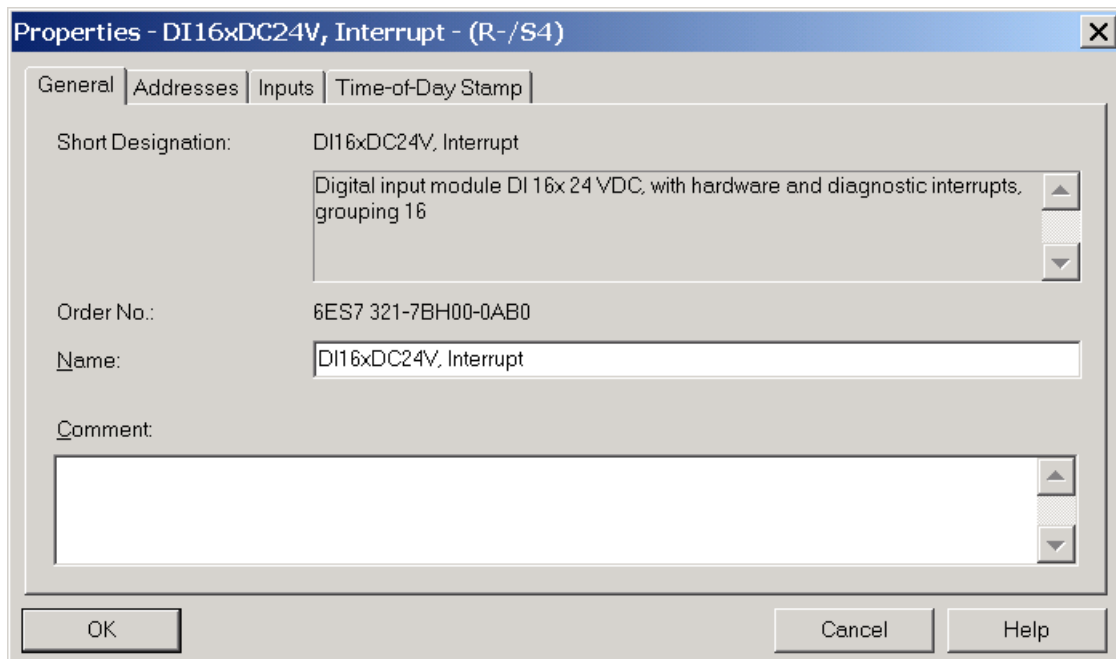 Properties - DI16xDC24V, Interrupt - (R-/S4)
General Addresses Inputs Time-of-Day Stamp
Short Designation: DI16xDC24V, Interrupt
Digital input module DI 16x 24 VDC, with hardware and diagnostic interrupts,
grouping 16
Order No.: 6ES7 321-7BH00-0AB0
Name: DI16xDC24V, Interrupt
Comment:
OK Cancel Help